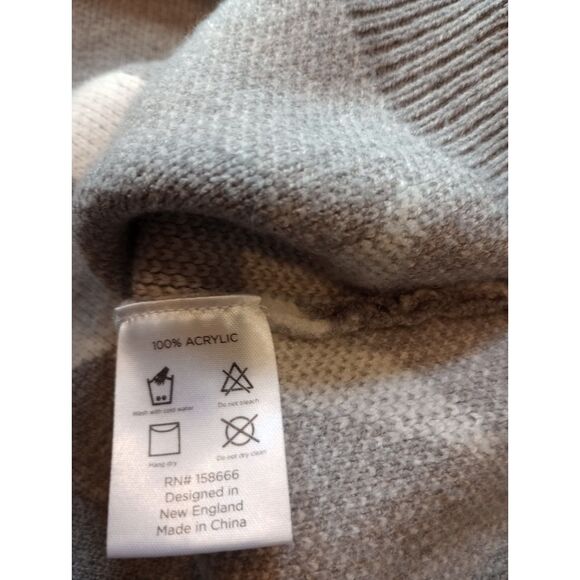 100% ACRYLIC
Wash with cold water
Do not bleach
Hang dry
Do not dry clean
RN# 158666
Designed in
New England
Made in China